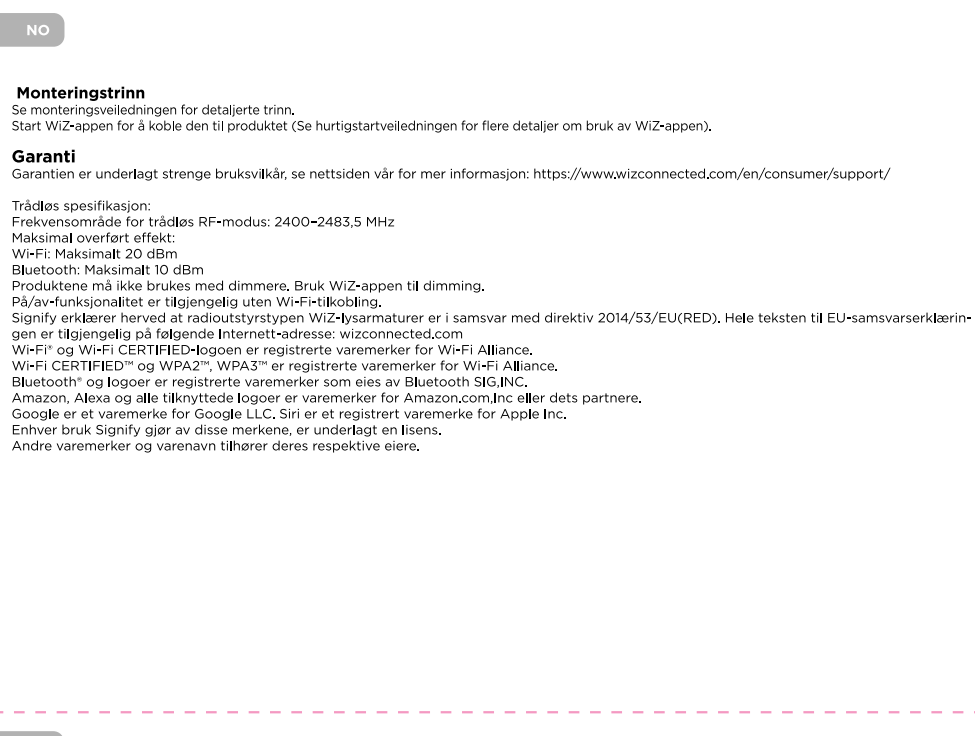 NO
Monteringstrinn
Se monteringsveiledningen for detaljerte trinn.
Start WiZ-appen for å koble den til produktet (Se hurtigstartveiledningen for flere detaljer om bruk av WiZ-appen).
Garanti
Garantien er underlagt strenge bruksvilkår, se nettsiden vår for mer informasjon: https://www.wizconnected.com/en/consumer/support/
Trådløs spesifikasjon:
Frekvensområde for trådløs RF-modus: 2400–2483,5 MHz
Maksimal overført effekt:
Wi-Fi: Maksimalt 20 dBm
Bluetooth: Maksimalt 10 dBm
Produktene må ikke brukes med dimmere. Bruk WiZ-appen til dimming.
På/av-funksjonalitet er tilgjengelig uten Wi-Fi-tilkobling.
Signify erklærer herved at radioutstyrstypen WiZ-lysarmaturer er i samsvar med direktiv 2014/53/EU(RED). Hele teksten til EU-samsvarserklærin-
gen er tilgjengelig på følgende Internett-adresse: wizconnected.com
Wi-Fi® og Wi-Fi CERTIFIED-logoen er registrerte varemerker for Wi-Fi Alliance.
Wi-Fi CERTIFIED™ og WPA2™, WPA3™ er registrerte varemerker for Wi-Fi Alliance.
Bluetooth® og logoer er registrerte varemerker som eies av Bluetooth SIG,INC.
Amazon, Alexa og alle tilknyttede logoer er varemerker for Amazon.com,Inc eller dets partnere.
Google er et varemerke for Google LLC. Siri er et registrert varemerke for Apple Inc.
Enhver bruk Signify gjør av disse merkene, er underlagt en lisens.
Andre varemerker og varenavn tilhører deres respektive eiere.